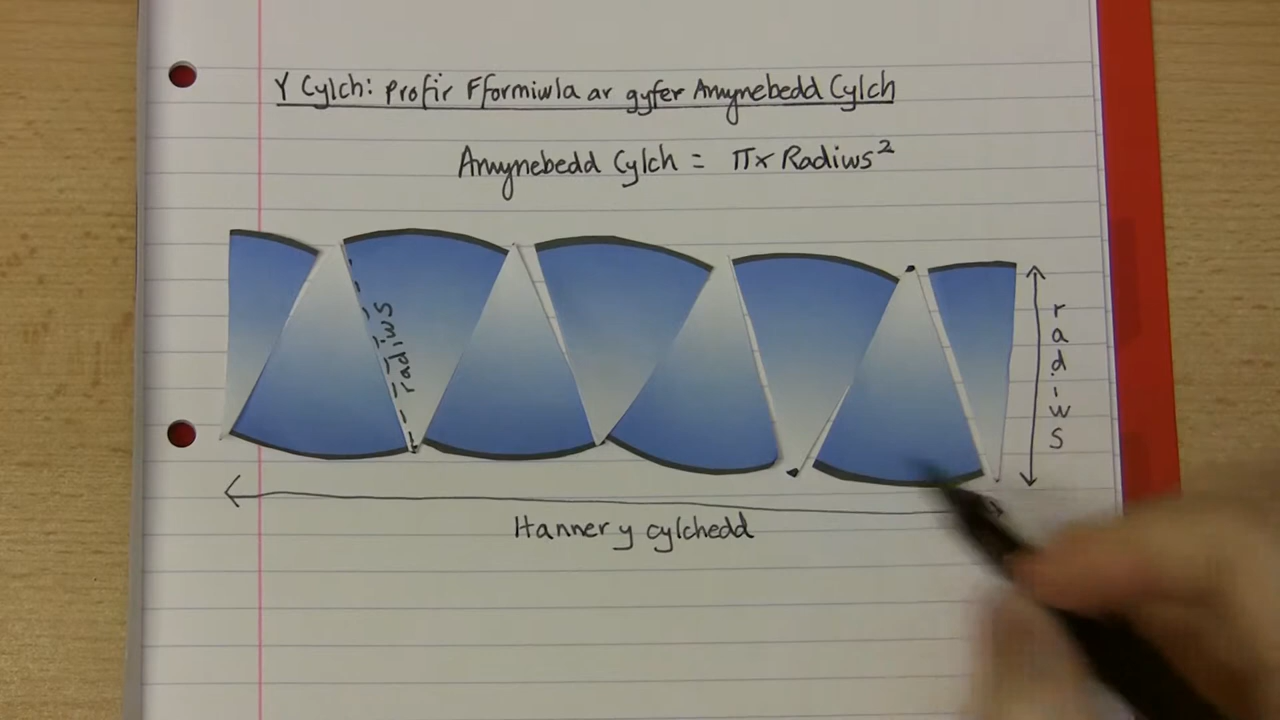 Y Cylch: profi'r Fformiwla ar gyfer Arwynebedd Cylch
Arwynebedd Cylch = π x Radiws²
radiws
radiws
Hanner y cylchedd